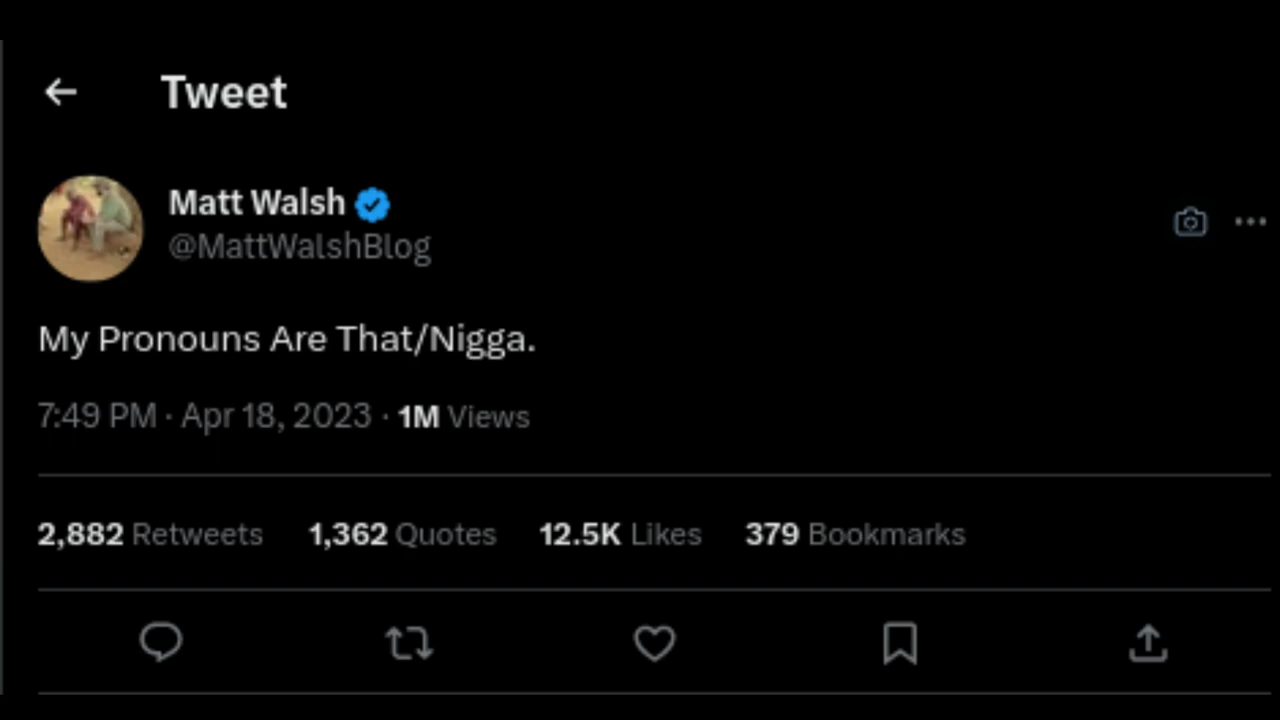 Tweet
Matt Walsh
@MattWalshBlog
My Pronouns Are That/Nigga.
7:49 PM · Apr 18, 2023 · 1M Views
2,882 Retweets 1,362 Quotes 12.5K Likes 379 Bookmarks